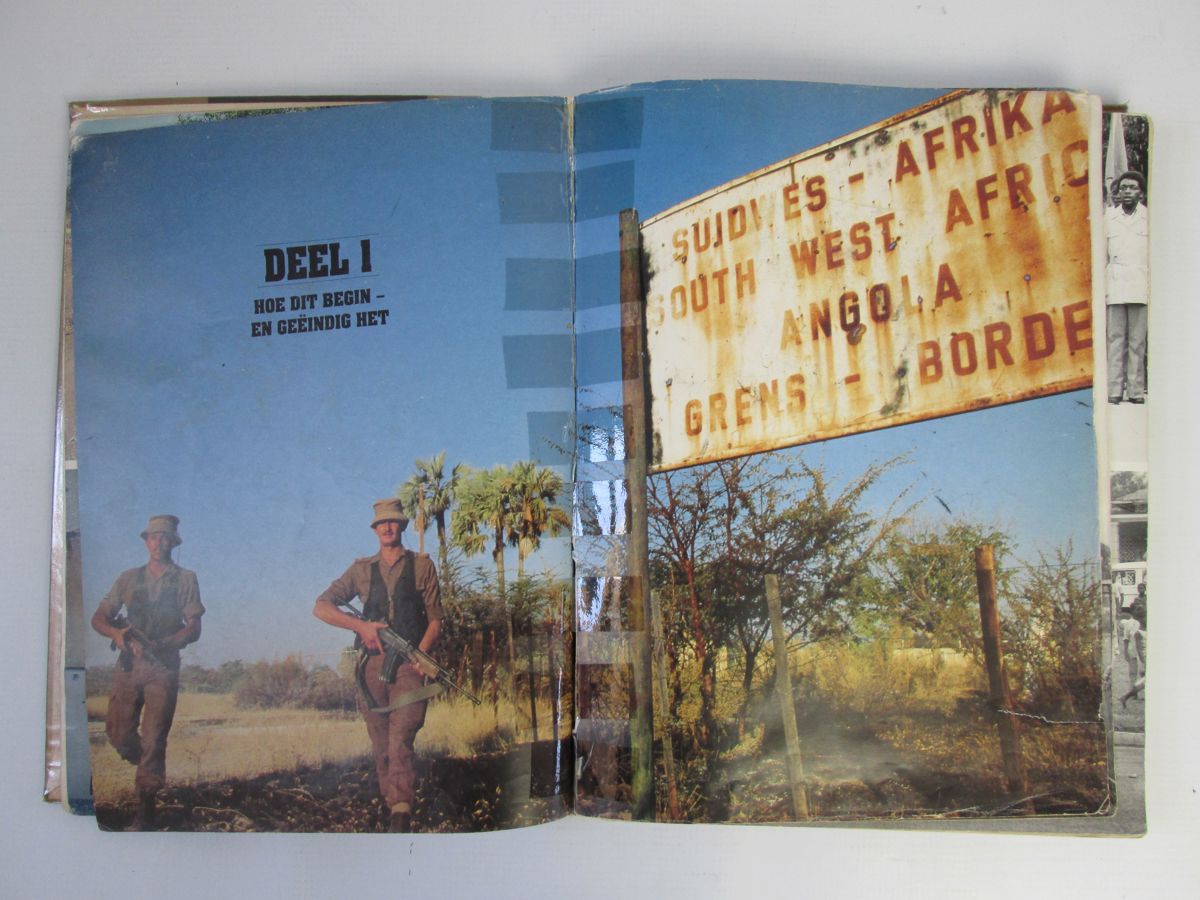 DEEL 1
HOE DIT BEGIN –
EN GEËINDIG HET
SUIDWES - AFRIKA
SOUTH WEST AFRIC
ANGOLA
GRENS - BORDE